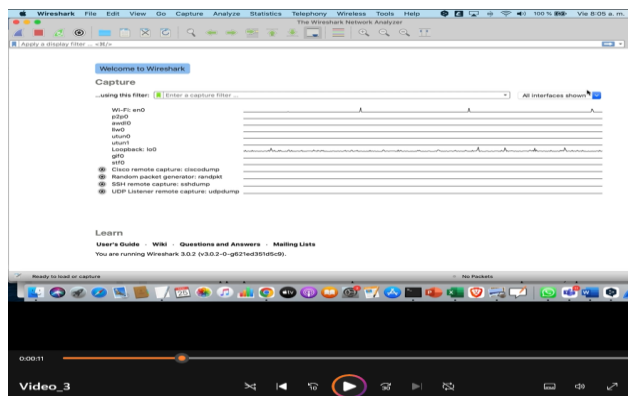 Wireshark File Edit View Go Capture Analyze Statistics Telephony Wireless Tools Help 100 % Vie 8:05 a. m.
The Wireshark Network Analyzer
Apply a display filter ... <⌘/>
Welcome to Wireshark
Capture
...using this filter: Enter a capture filter ... All interfaces shown
Wi-Fi: en0
p2p0
awdl0
llw0
utun0
utun1
Loopback: lo0
gif0
stf0
Cisco remote capture: ciscodump
Random packet generator: randpkt
SSH remote capture: sshdump
UDP Listener remote capture: udpdump
Learn
User's Guide · Wiki · Questions and Answers · Mailing Lists
You are running Wireshark 3.0.2 (v3.0.2-0-g621ed351d5c9).
Ready to load or capture No Packets
0:00:11
Video_3 10 30